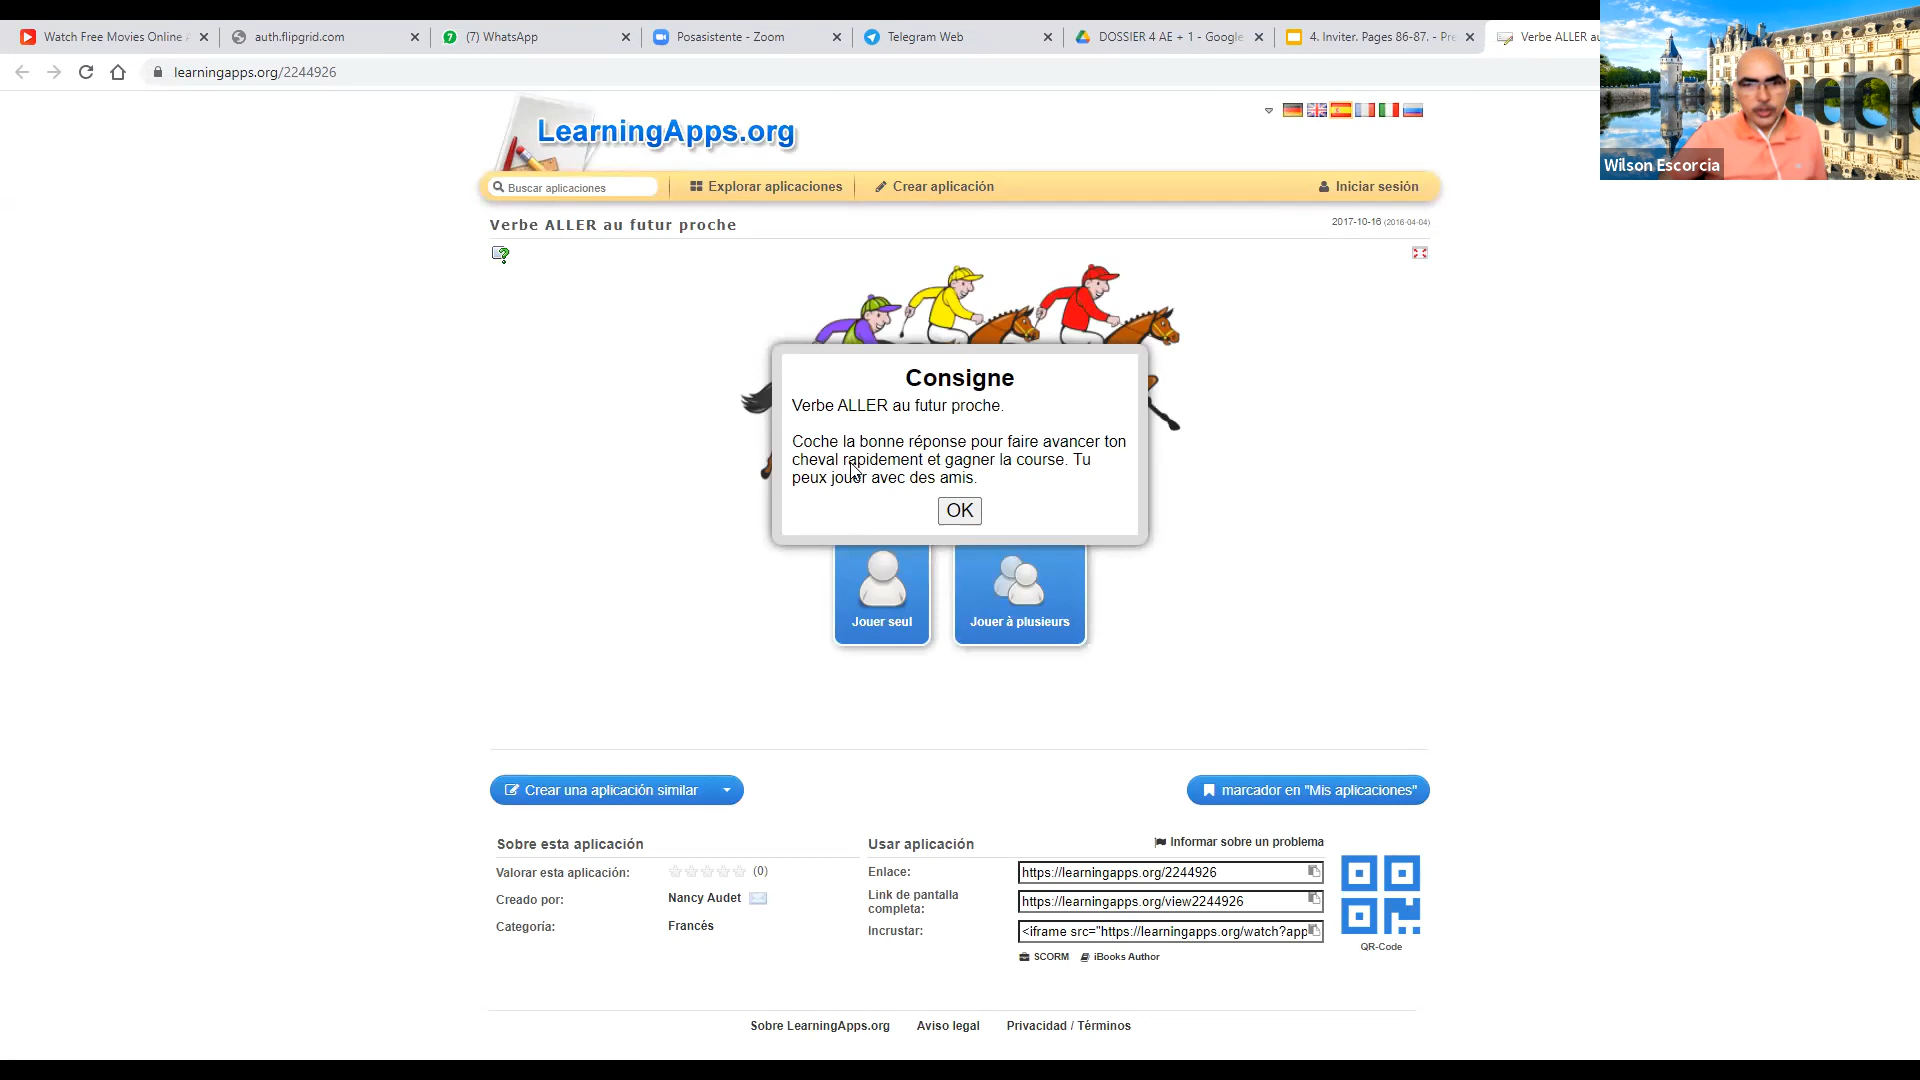 Watch Free Movies Online
auth.flipgrid.com
(7) WhatsApp
Posasistente - Zoom
Telegram Web
DOSSIER 4 AE + 1 - Google
4. Inviter. Pages 86-87. - Pre
Verbe ALLER au
learningapps.org/2244926
Wilson Escorcia
LearningApps.org
Buscar aplicaciones
Explorar aplicaciones
Crear aplicación
Iniciar sesión
Verbe ALLER au futur proche
2017-10-16 (2016-04-04)
Consigne
Verbe ALLER au futur proche.
Coche la bonne réponse pour faire avancer ton
cheval rapidement et gagner la course. Tu
peux jouer avec des amis.
OK
Jouer seul
Jouer à plusieurs
Crear una aplicación similar
marcador en "Mis aplicaciones"
Sobre esta aplicación
Valorar esta aplicación:
(0)
Creado por:
Nancy Audet
Categoría:
Francés
Usar aplicación
Informar sobre un problema
Enlace:
https://learningapps.org/2244926
Link de pantalla
completa:
https://learningapps.org/view2244926
Incrustar:
<iframe src="https://learningapps.org/watch?app
SCORM
iBooks Author
QR-Code
Sobre LearningApps.org
Aviso legal
Privacidad / Términos